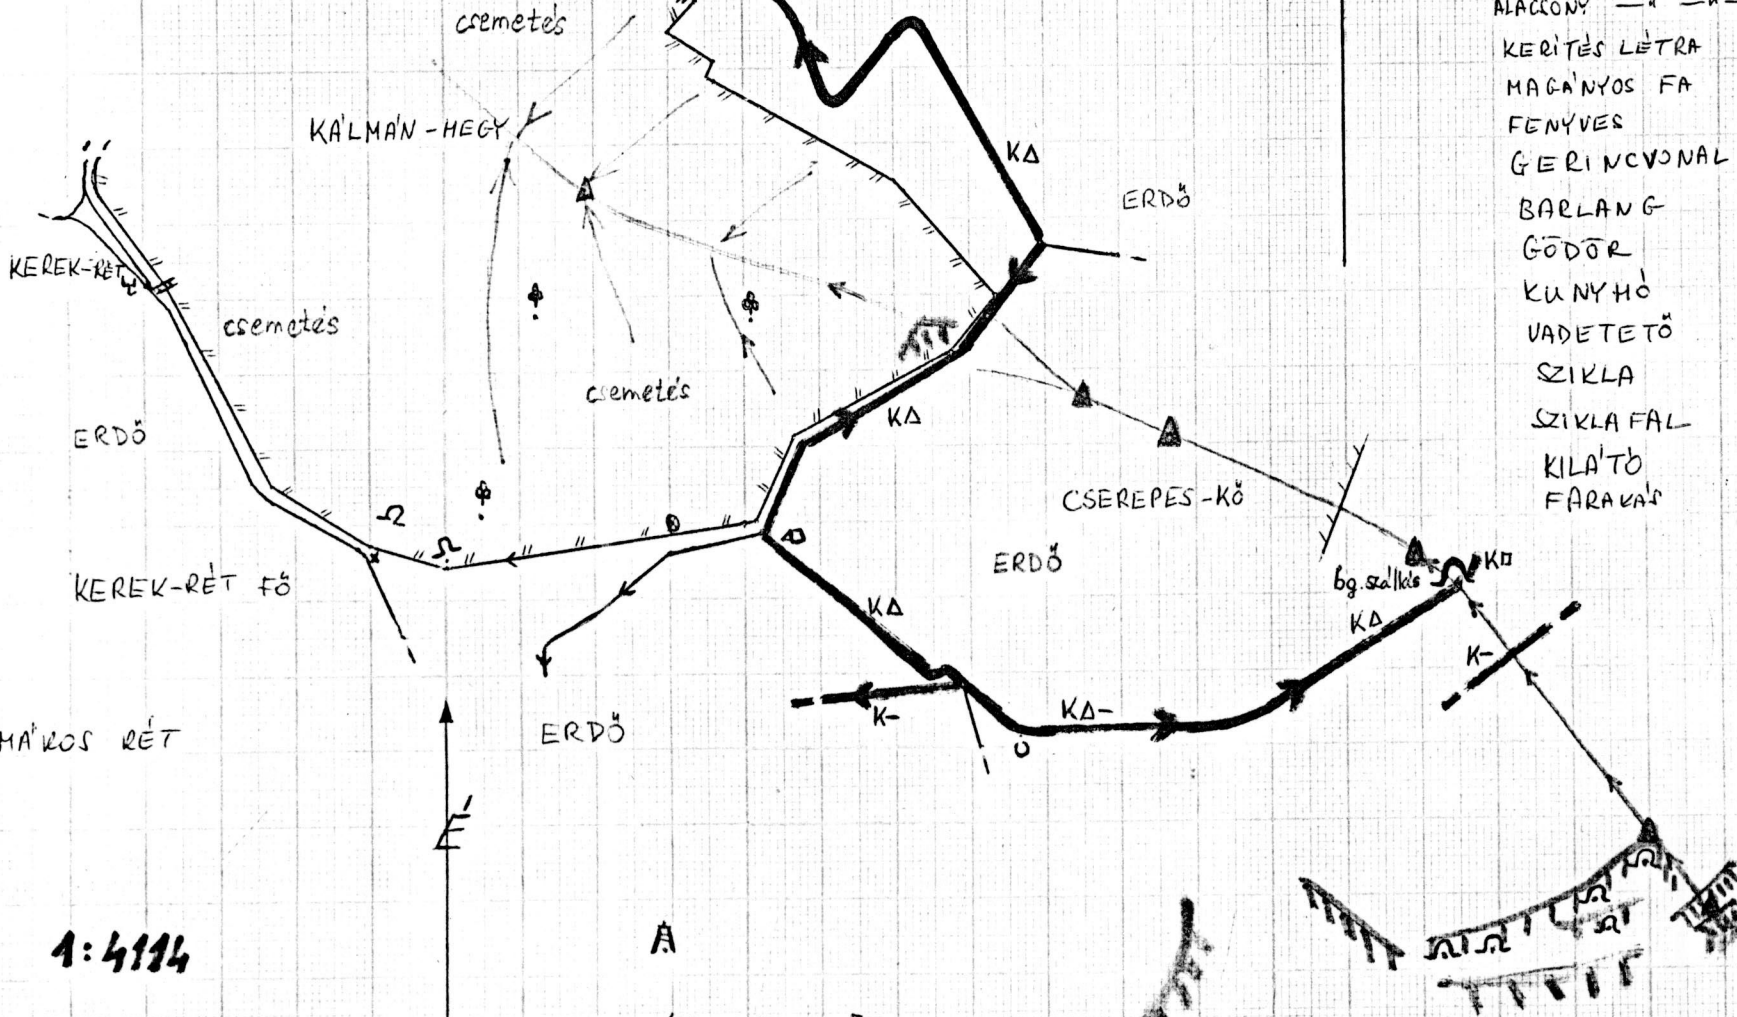 csemetés
KÁLMÁN-HEGY
KEREK-RÉT
csemetés
ERDŐ
csemetés
KEREK-RÉT FŐ
MÁKOS RÉT
ERDŐ
ERDŐ
ERDŐ
CSEREPES-KŐ
bg. szállás
KΔ
KΔ
KΔ
KΔ-
KΔ
K□
K-
K-
É
1:4114
ALACSONY
KERÍTÉS LÉTRA
MAGÁNYOS FA
FENYVES
GERINCVONAL
BARLANG
GÖDÖR
KUNYHÓ
VADETETŐ
SZIKLA
SZIKLAFAL
KILÁTÓ
FARAKÁS